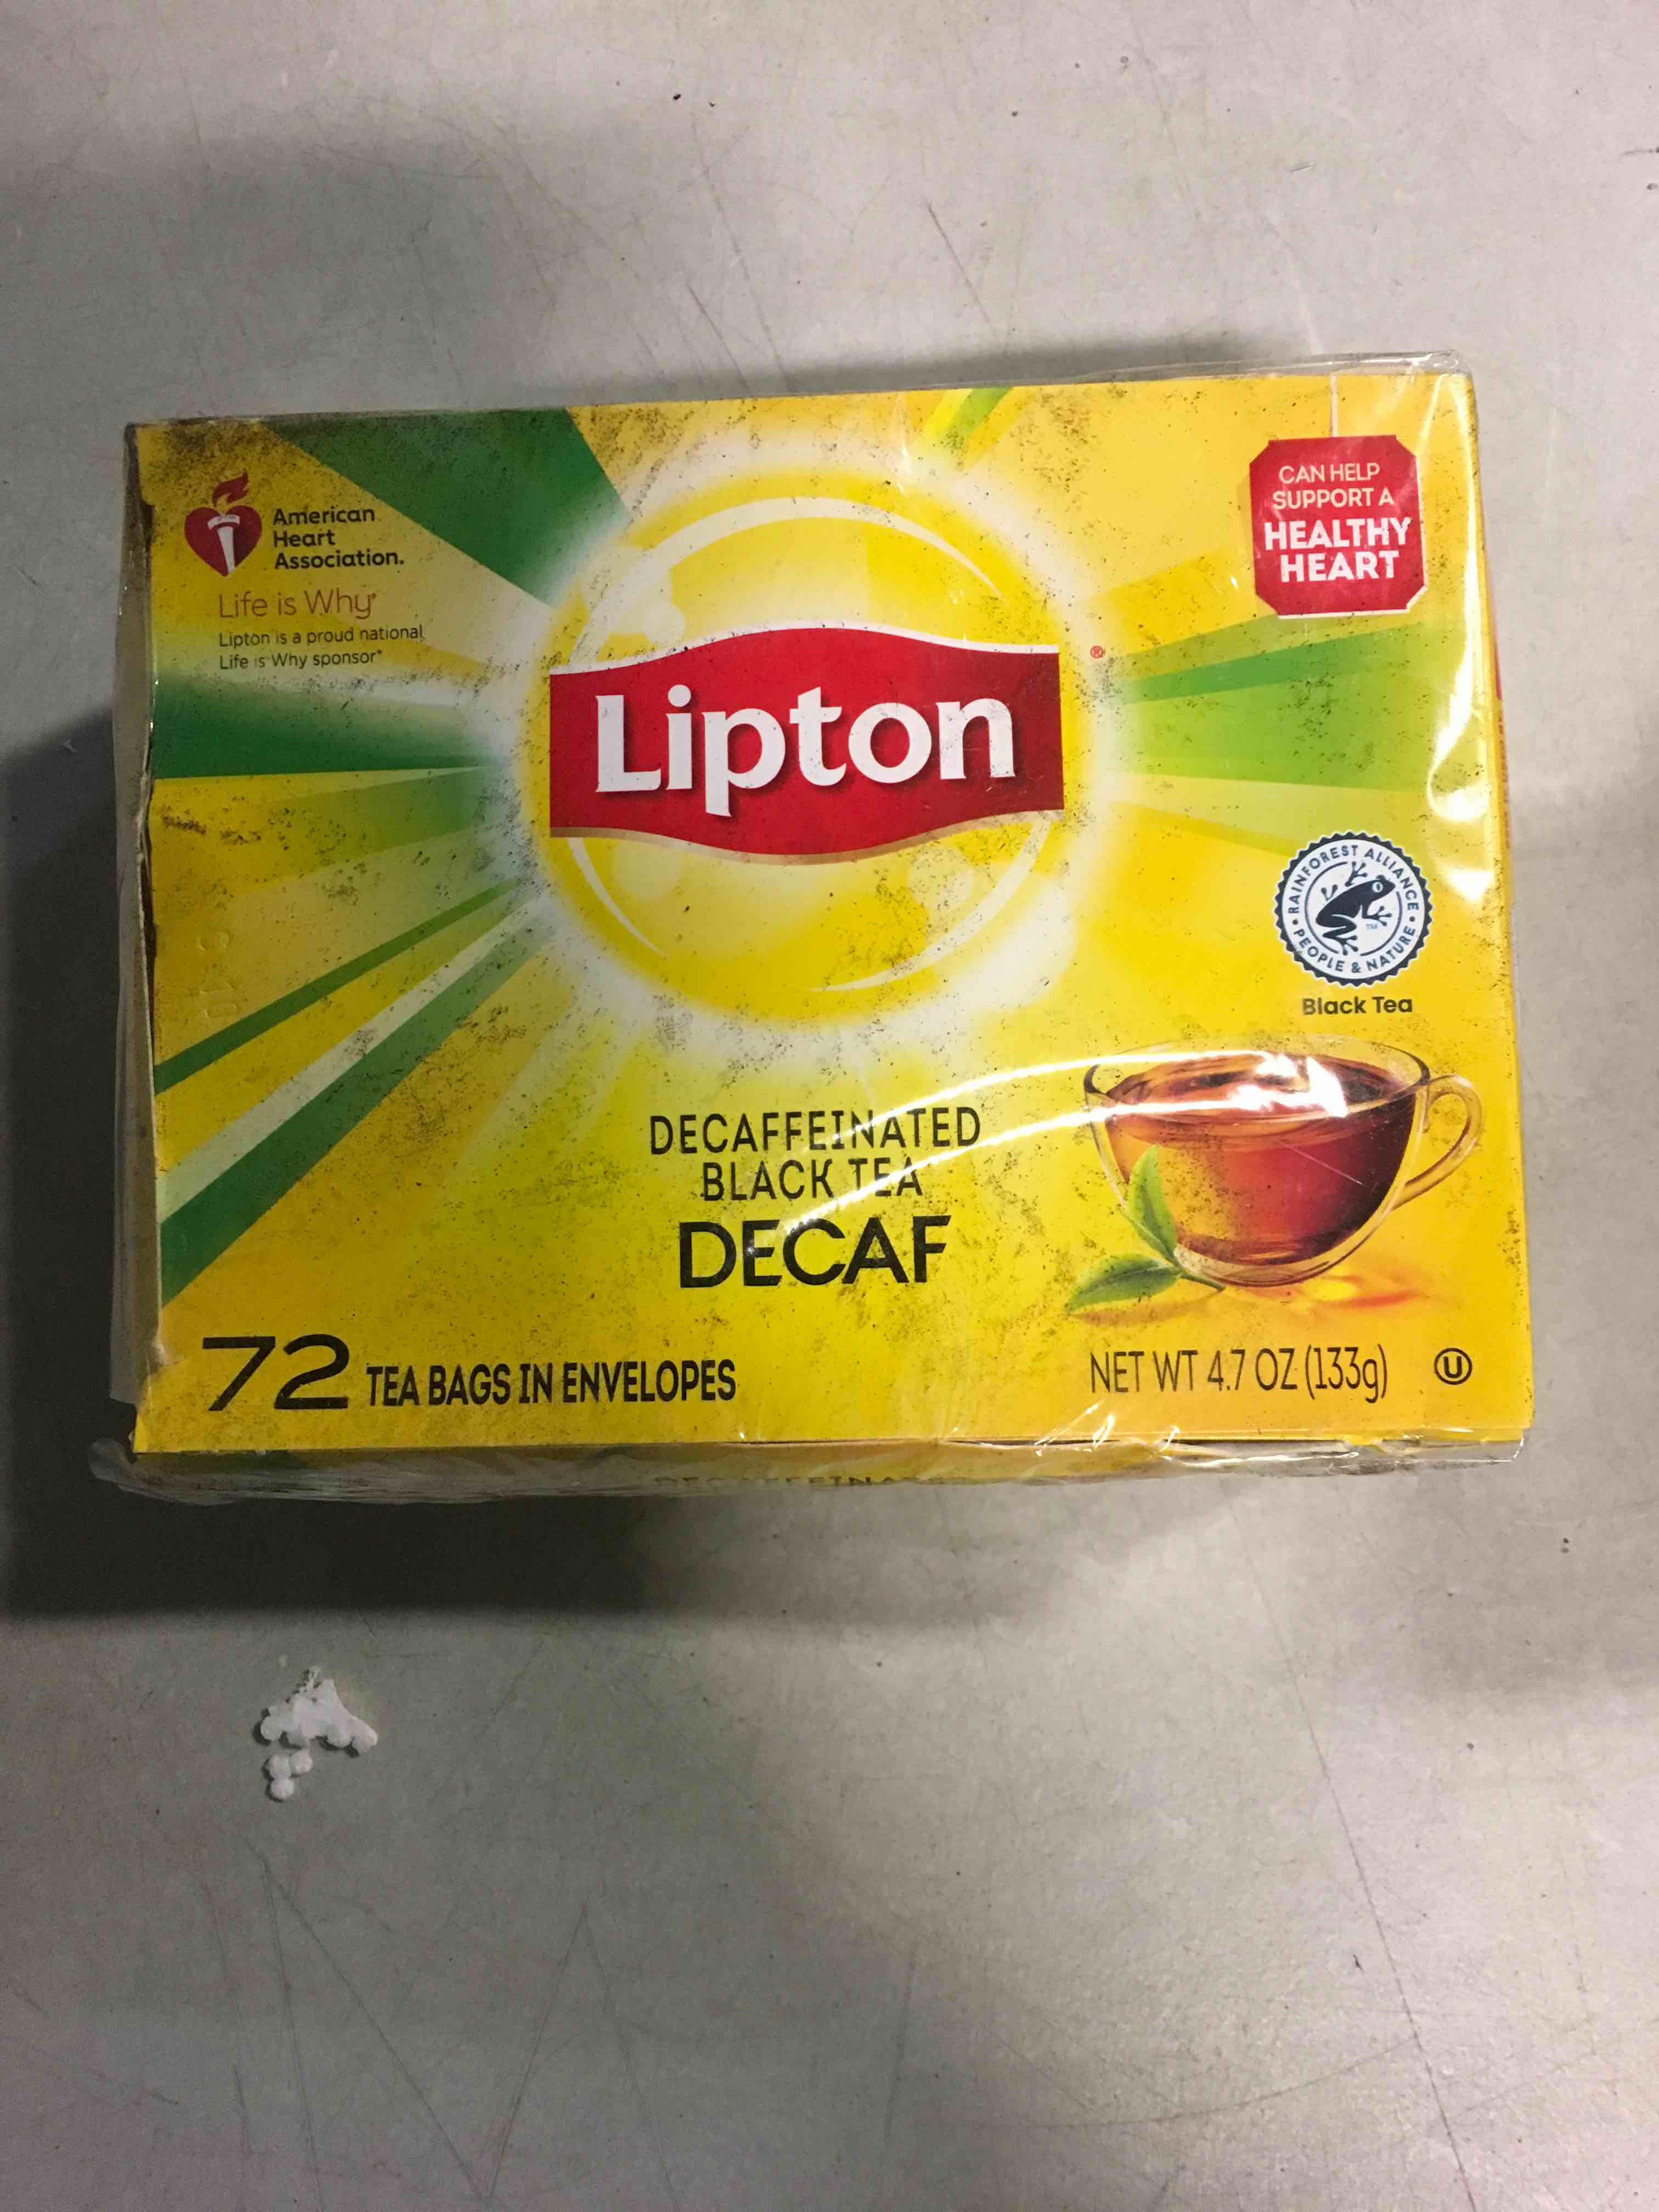 American
Heart
Association.
Life is Why®
Lipton is a proud national
Life is Why sponsor*
CAN HELP
SUPPORT A
HEALTHY
HEART
Lipton
®
RAINFOREST ALLIANCE
PEOPLE & NATURE
TM
Black Tea
DECAFFEINATED
BLACK TEA
DECAF
72 TEA BAGS IN ENVELOPES
NET WT 4.7 OZ (133g)
U